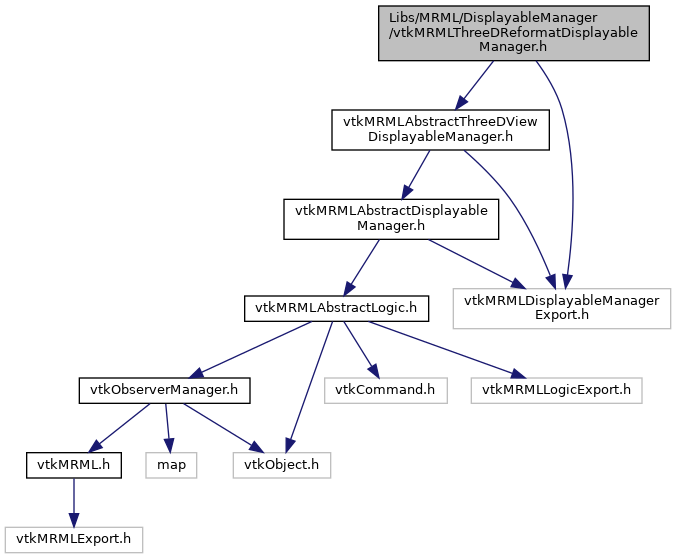 Libs/MRML/DisplayableManager
/vtkMRMLThreeDReformatDisplayable
Manager.h
vtkMRMLAbstractThreeDView
DisplayableManager.h
vtkMRMLAbstractDisplayable
Manager.h
vtkMRMLDisplayableManager
Export.h
vtkMRMLAbstractLogic.h
vtkObserverManager.h
vtkCommand.h
vtkMRMLLogicExport.h
vtkMRML.h
map
vtkObject.h
vtkMRMLExport.h